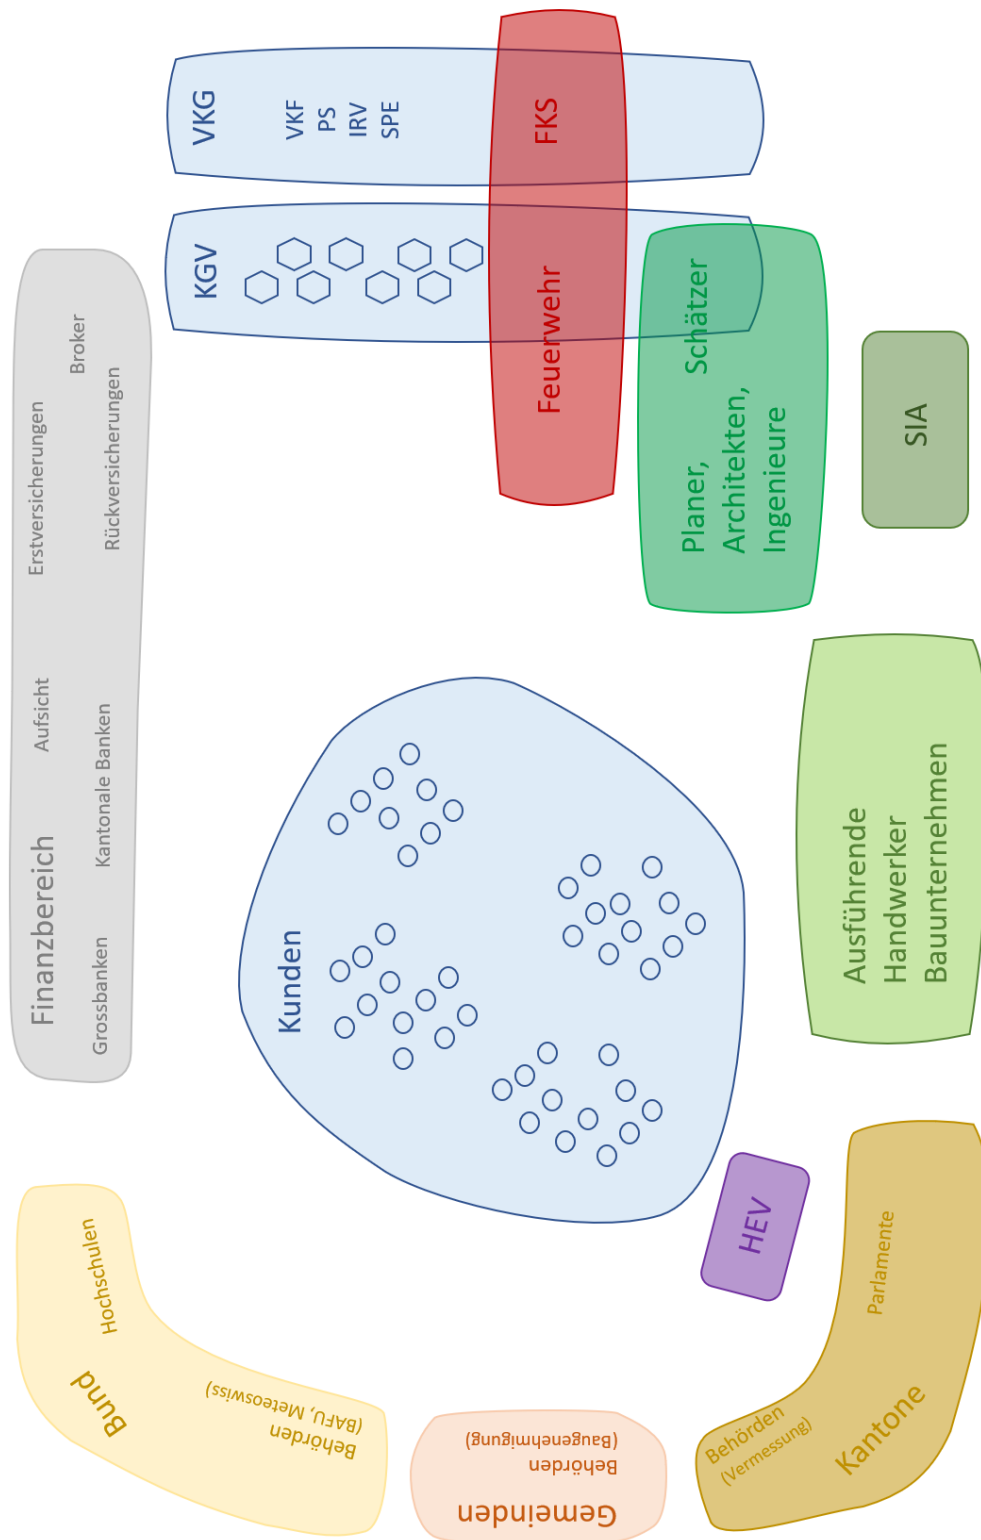 Finanzbereich
Aufsicht
Erstversicherungen
Broker
Grossbanken
Kantonale Banken
Rückversicherungen
VKG
VKF
PS
IRV
SPE
FKS
KGV
Feuerwehr
Schätzer
Planer,
Architekten,
Ingenieure
SIA
Kunden
Ausführende
Handwerker
Bauunternehmen
HEV
Bund
Hochschulen
Behörden
(BAFU, Meteoswiss)
Gemeinden
Behörden
(Baugenehmigung)
Kantone
Behörden
(Vermessung)
Parlamente